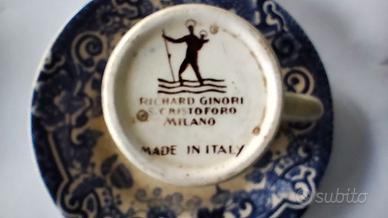 RICHARD GINORI
S. CRISTOFORO
MILANO
MADE IN ITALY
subito